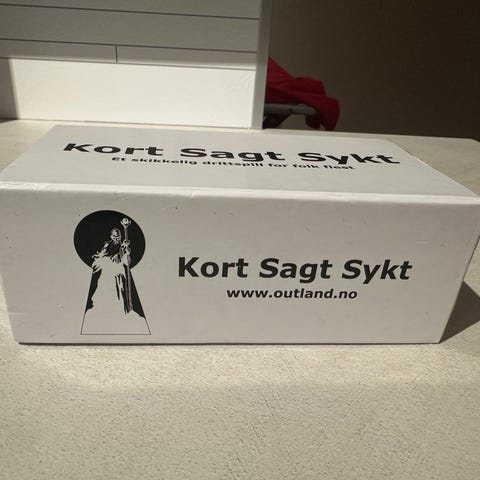 Kort Sagt Sykt
Et skikkelig drittspill for folk flest
Kort Sagt Sykt
www.outland.no